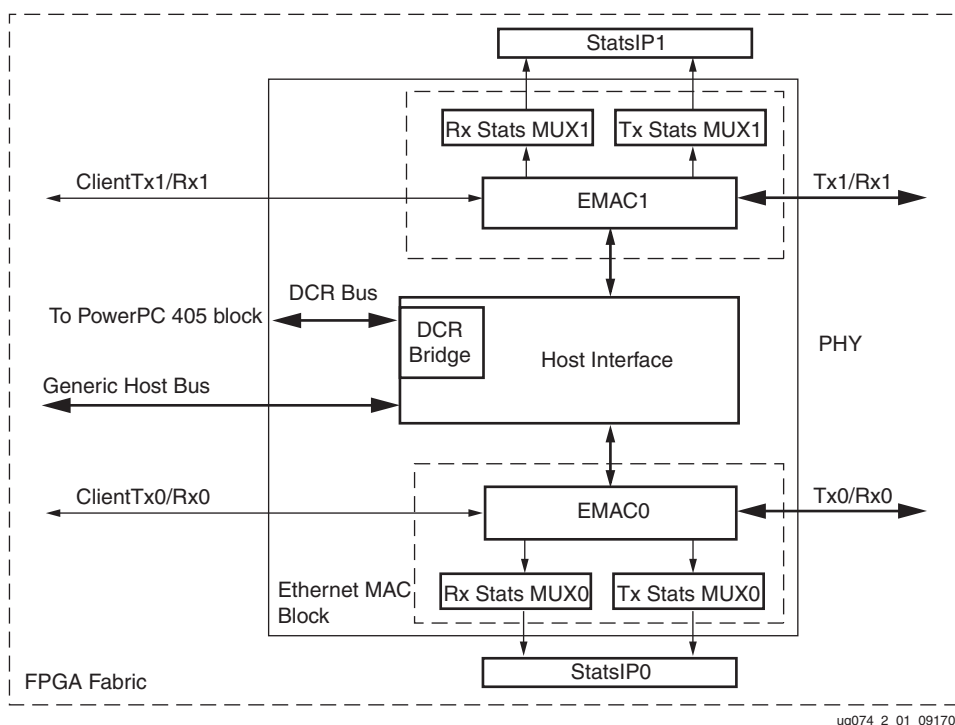 StatsIP1
Rx Stats MUX1
Tx Stats MUX1
ClientTx1/Rx1
EMAC1
Tx1/Rx1
DCR Bus
To PowerPC 405 block
DCR
Bridge
Host Interface
PHY
Generic Host Bus
ClientTx0/Rx0
EMAC0
Tx0/Rx0
Ethernet MAC
Block
Rx Stats MUX0
Tx Stats MUX0
StatsIP0
FPGA Fabric
ug074_2_01_09170